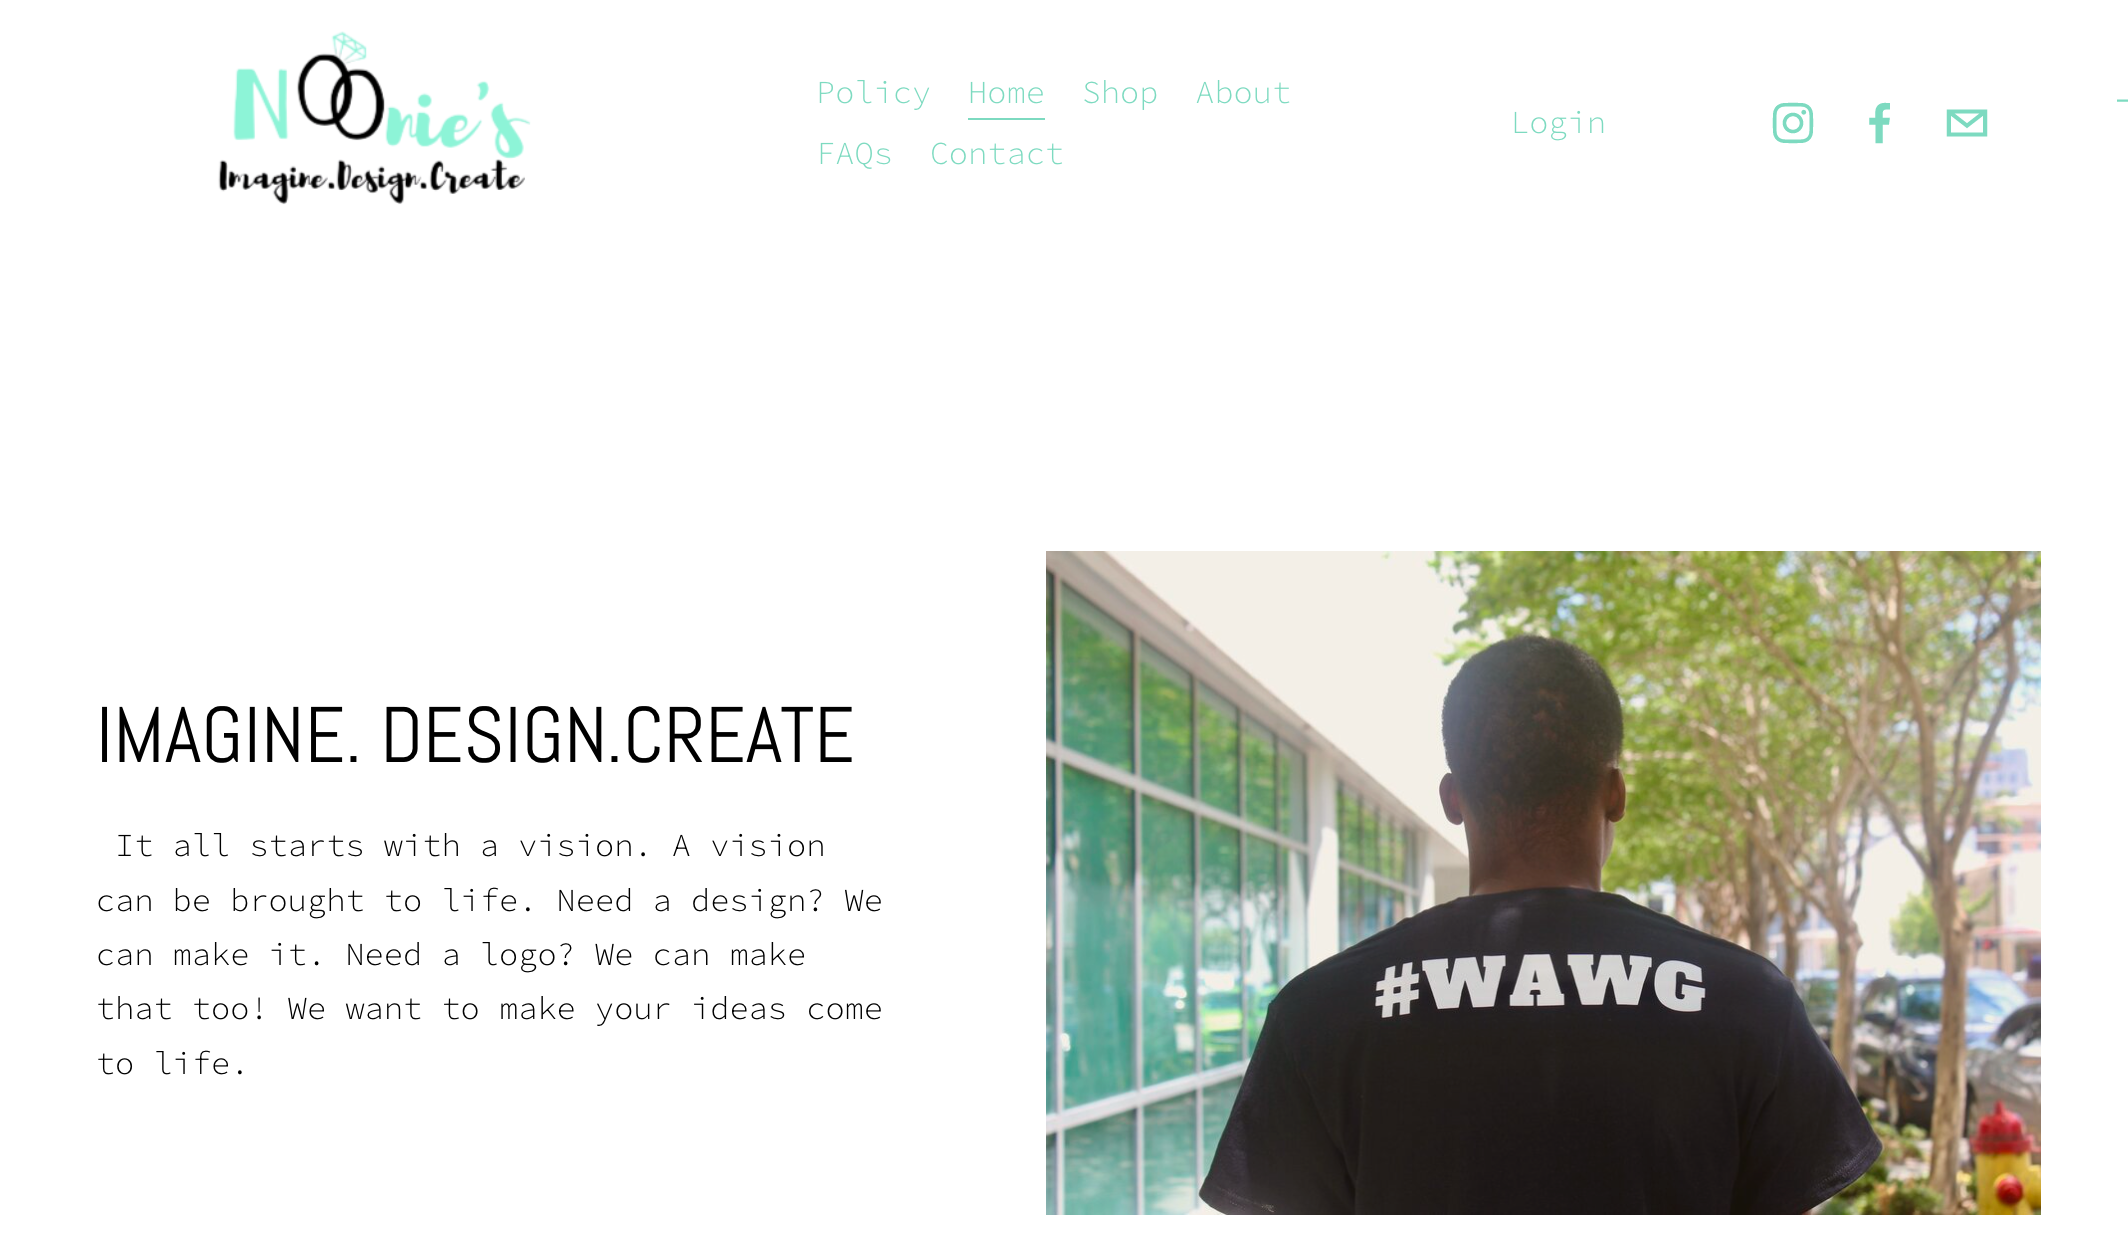 NOOnie's
Imagine.Design.Create
Policy Home Shop About
FAQs Contact
Login
IMAGINE. DESIGN.CREATE
It all starts with a vision. A vision
can be brought to life. Need a design? We
can make it. Need a logo? We can make
that too! We want to make your ideas come
to life.
#WAWG